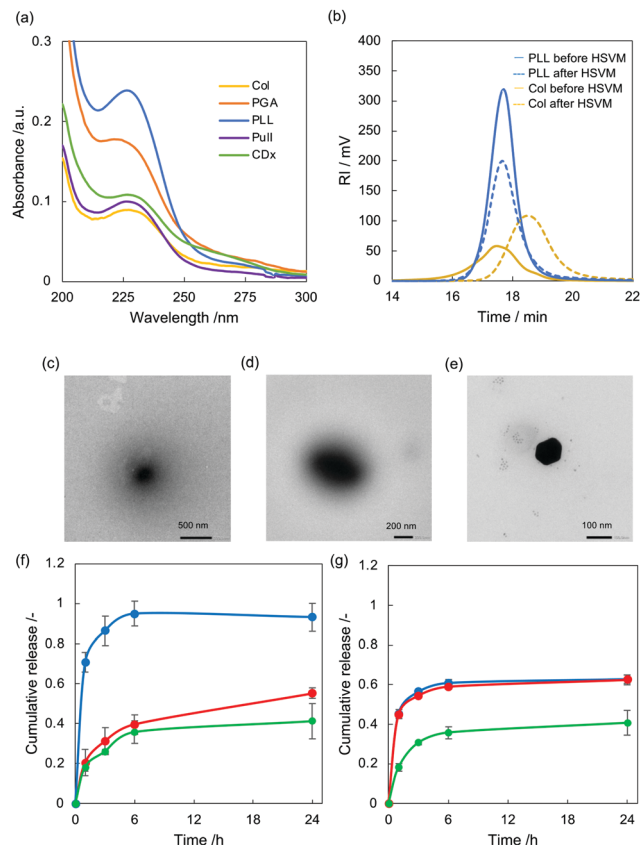 (a)
0.3
0.2
0.1
0
Absorbance /a.u.
Col
PGA
PLL
Pull
CDx
200
225
250
275
300
Wavelength /nm
(b)
400
350
300
250
200
150
100
50
0
RI / mV
PLL before HSVM
PLL after HSVM
Col before HSVM
Col after HSVM
14
16
18
20
22
Time / min
(c)
500 nm
(d)
200 nm
(e)
100 nm
(f)
1.2
1
0.8
0.6
0.4
0.2
0
Cumulative release /-
0
6
12
18
24
Time /h
(g)
1.2
1
0.8
0.6
0.4
0.2
0
Cumulative release /-
0
6
12
18
24
Time /h